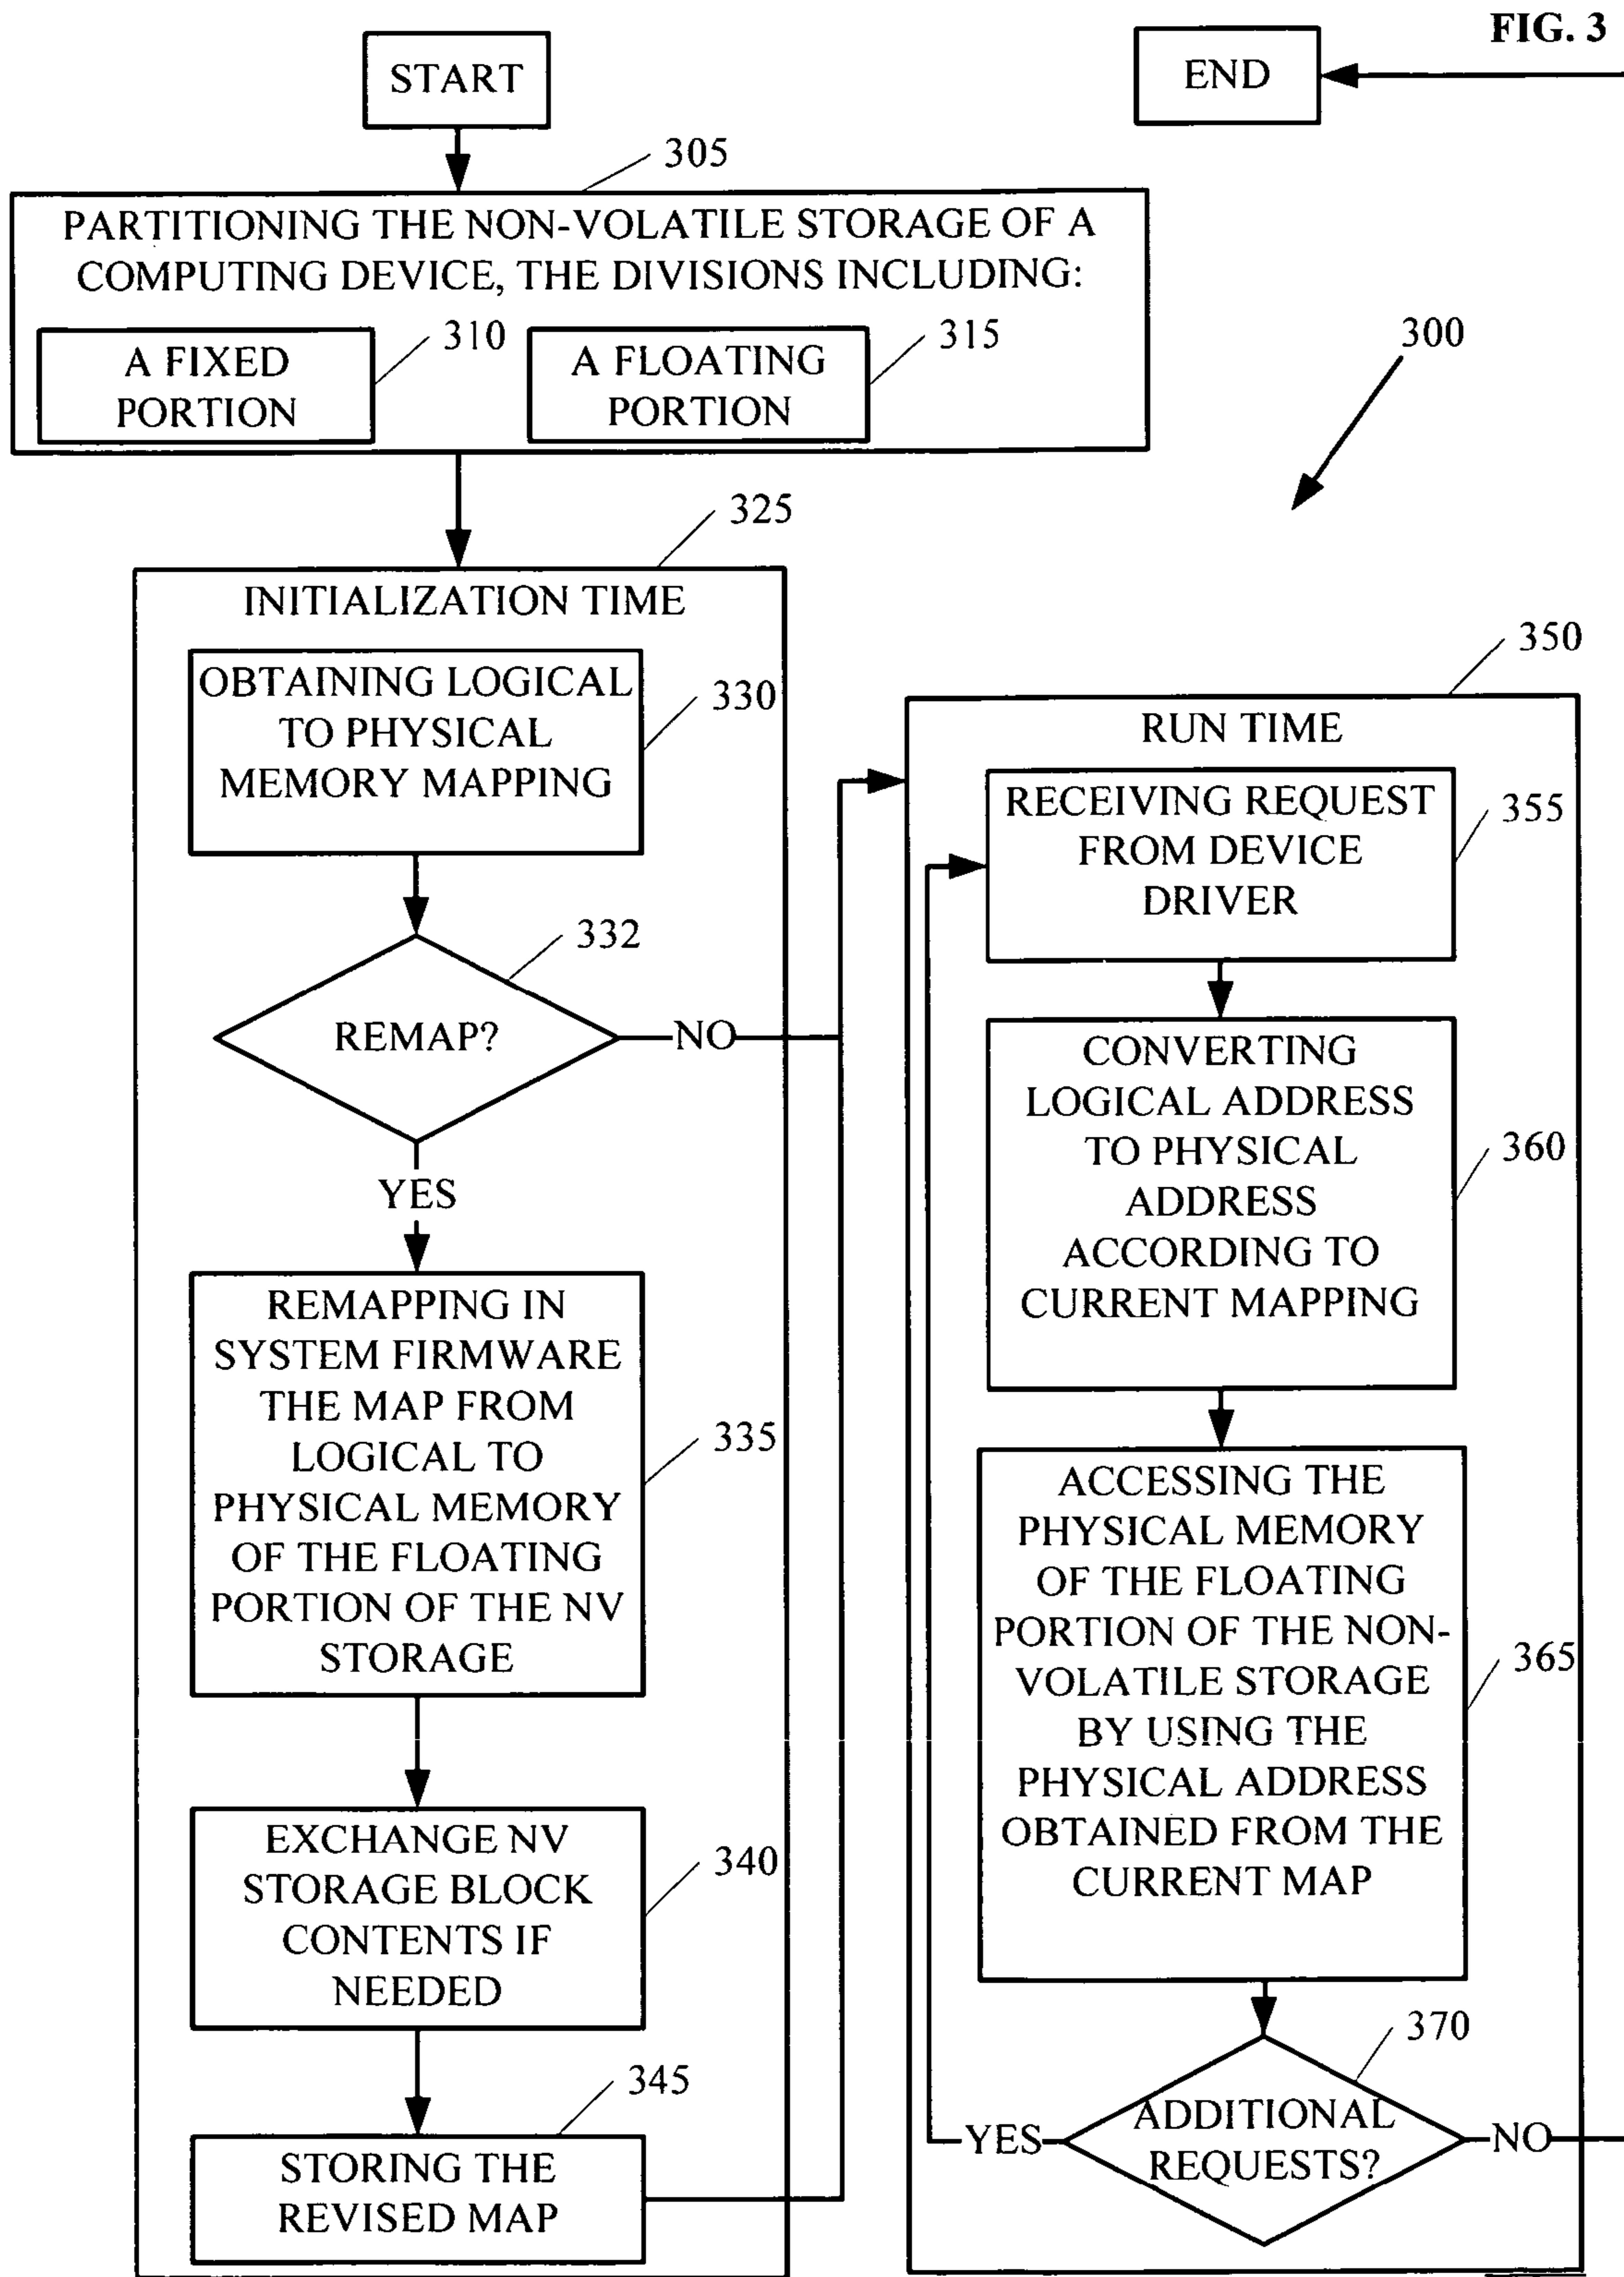 FIG. 3
START
END
305
PARTITIONING THE NON-VOLATILE STORAGE OF A
COMPUTING DEVICE, THE DIVISIONS INCLUDING:
A FIXED
PORTION
310
A FLOATING
PORTION
315
300
325
INITIALIZATION TIME
OBTAINING LOGICAL
TO PHYSICAL
MEMORY MAPPING
330
332
REMAP?
NO
YES
REMAPPING IN
SYSTEM FIRMWARE
THE MAP FROM
LOGICAL TO
PHYSICAL MEMORY
OF THE FLOATING
PORTION OF THE NV
STORAGE
335
EXCHANGE NV
STORAGE BLOCK
CONTENTS IF
NEEDED
340
345
STORING THE
REVISED MAP
350
RUN TIME
RECEIVING REQUEST
FROM DEVICE
DRIVER
355
CONVERTING
LOGICAL ADDRESS
TO PHYSICAL
ADDRESS
ACCORDING TO
CURRENT MAPPING
360
ACCESSING THE
PHYSICAL MEMORY
OF THE FLOATING
PORTION OF THE NON-
VOLATILE STORAGE
BY USING THE
PHYSICAL ADDRESS
OBTAINED FROM THE
CURRENT MAP
365
370
ADDITIONAL
REQUESTS?
YES
NO